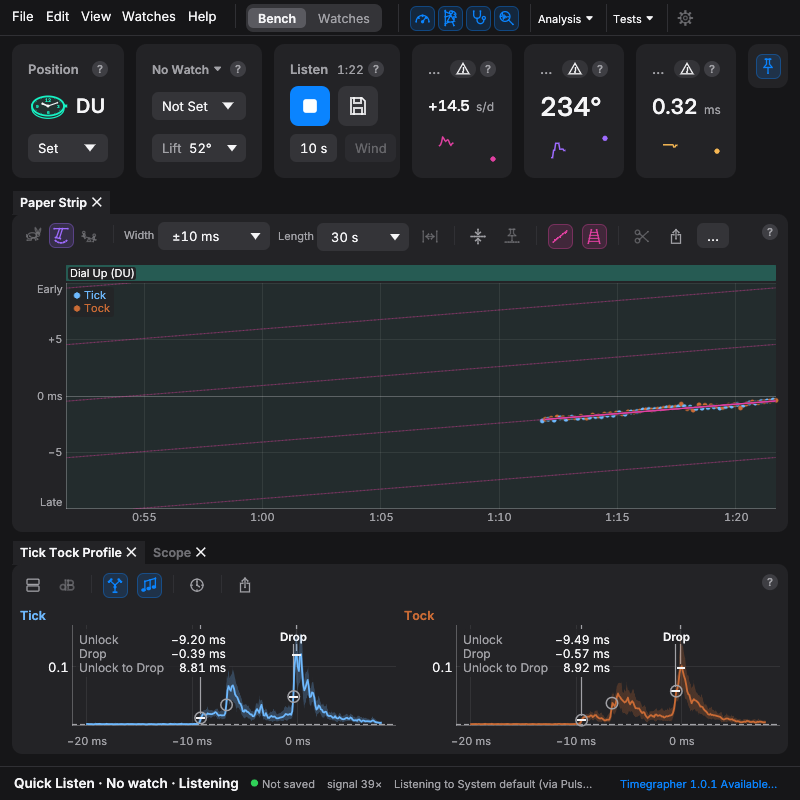 File Edit View Watches Help
Bench Watches
Analysis Tests
Position ?
DU
Set
No Watch ?
Not Set
Lift 52°
Listen 1:22 ?
10 s Wind
... ?
+14.5 s/d
... ?
234°
... ?
0.32 ms
Paper Strip
Width ±10 ms Length 30 s ... ?
Dial Up (DU)
Early
Tick
Tock
+5
0 ms
−5
Late
0:55 1:00 1:05 1:10 1:15 1:20
Tick Tock Profile Scope
dB ?
Tick
Unlock −9.20 ms
Drop −0.39 ms
Unlock to Drop 8.81 ms
Drop
0.1
−20 ms −10 ms 0 ms
Tock
Unlock −9.49 ms
Drop −0.57 ms
Unlock to Drop 8.92 ms
Drop
0.1
−20 ms −10 ms 0 ms
Quick Listen · No watch · Listening Not saved signal 39× Listening to System default (via Puls... Timegrapher 1.0.1 Available...